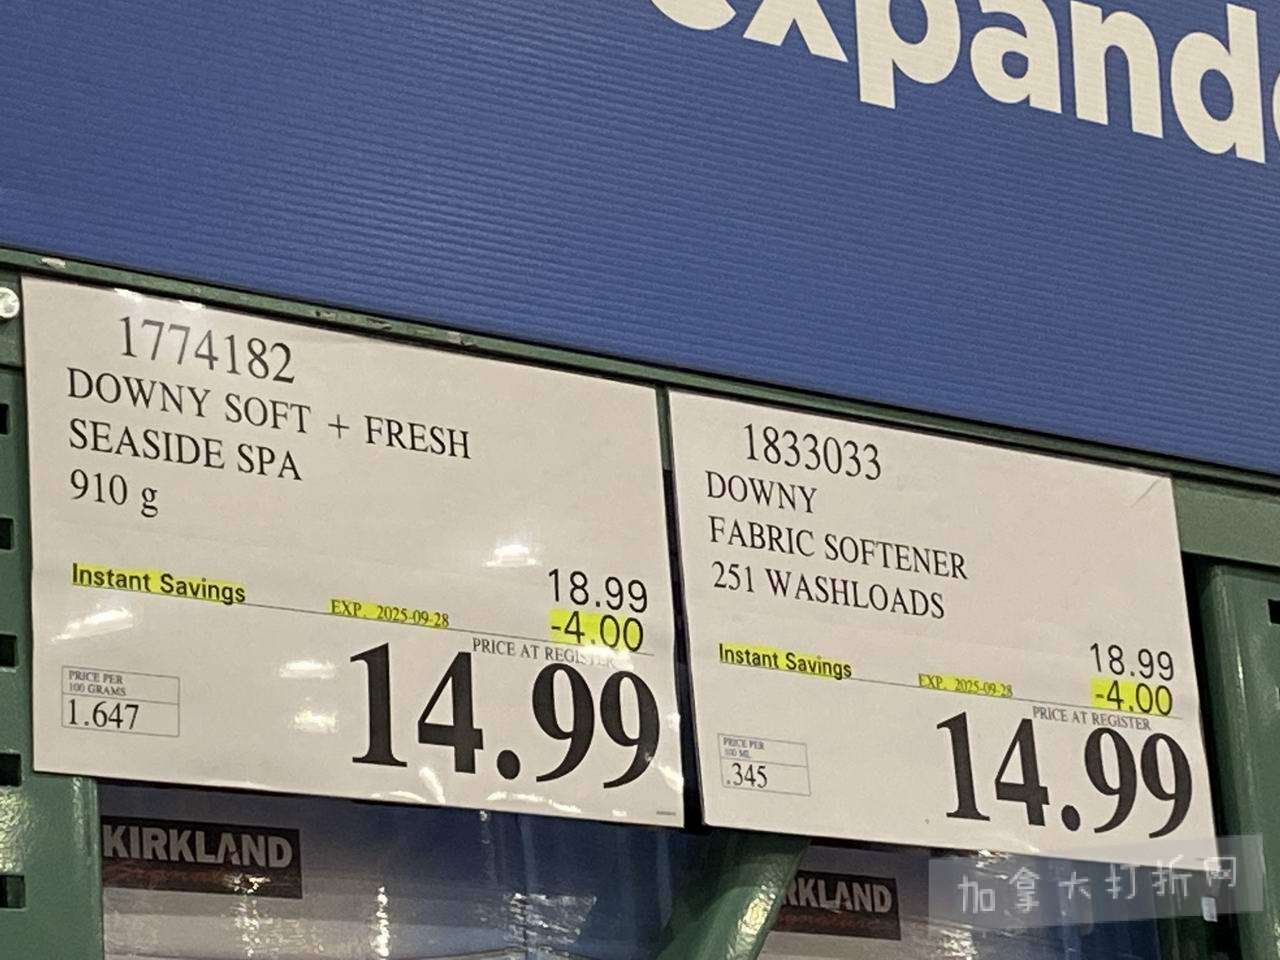 expand
1774182
DOWNY SOFT + FRESH
SEASIDE SPA
910 g
Instant Savings
EXP. 2025-09-28
18.99
-4.00
PRICE AT REGISTER
14.99
PRICE PER
100 GRAMS
1.647
1833033
DOWNY
FABRIC SOFTENER
251 WASHLOADS
Instant Savings
EXP. 2025-09-28
18.99
-4.00
PRICE AT REGISTER
14.99
PRICE PER
100 ML
.345
KIRKLAND
RKLAND
加拿大打折网